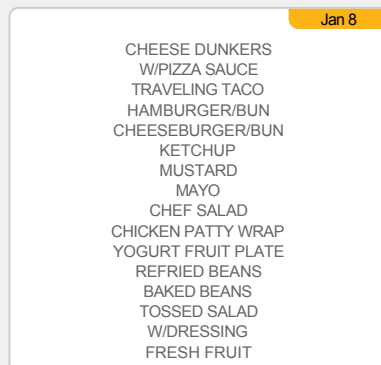 Jan 8
CHEESE DUNKERS
W/PIZZA SAUCE
TRAVELING TACO
HAMBURGER/BUN
CHEESEBURGER/BUN
KETCHUP
MUSTARD
MAYO
CHEF SALAD
CHICKEN PATTY WRAP
YOGURT FRUIT PLATE
REFRIED BEANS
BAKED BEANS
TOSSED SALAD
W/DRESSING
FRESH FRUIT